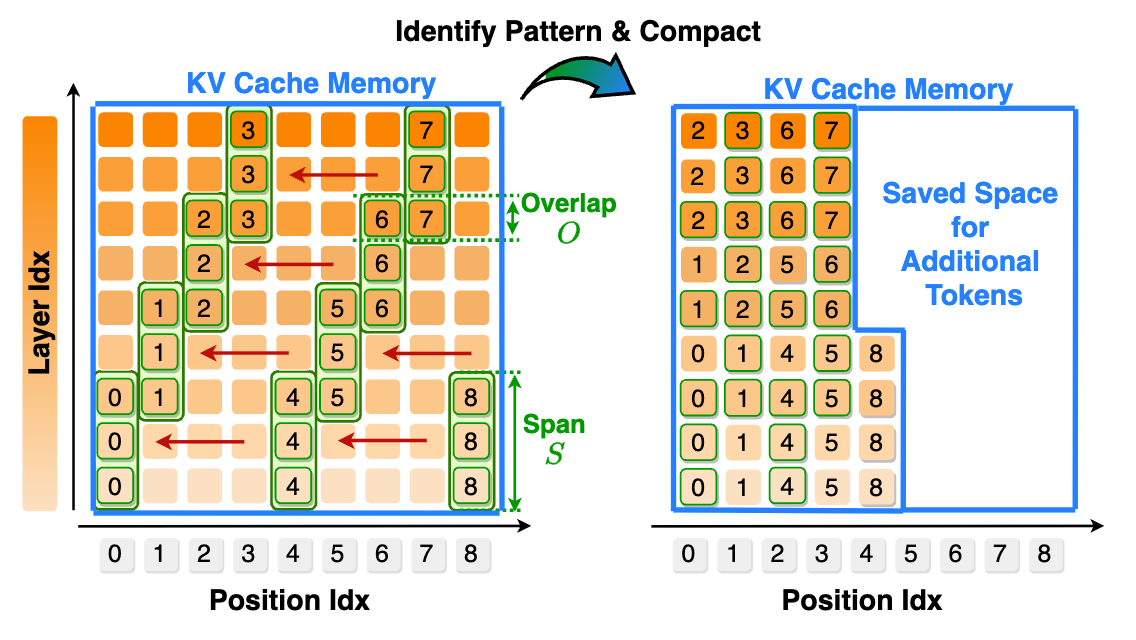 Identify Pattern & Compact
KV Cache Memory
3 7
3 7
2 3 6 7
2 6
1 2 5 6
1 5
0 1 4 5 8
0 4 8
0 4 8
Overlap
O
Span
S
Layer Idx
0 1 2 3 4 5 6 7 8
Position Idx
KV Cache Memory
2 3 6 7
2 3 6 7
2 3 6 7
1 2 5 6
1 2 5 6
0 1 4 5 8
0 1 4 5 8
0 1 4 5 8
0 1 4 5 8
Saved Space
for
Additional
Tokens
0 1 2 3 4 5 6 7 8
Position Idx